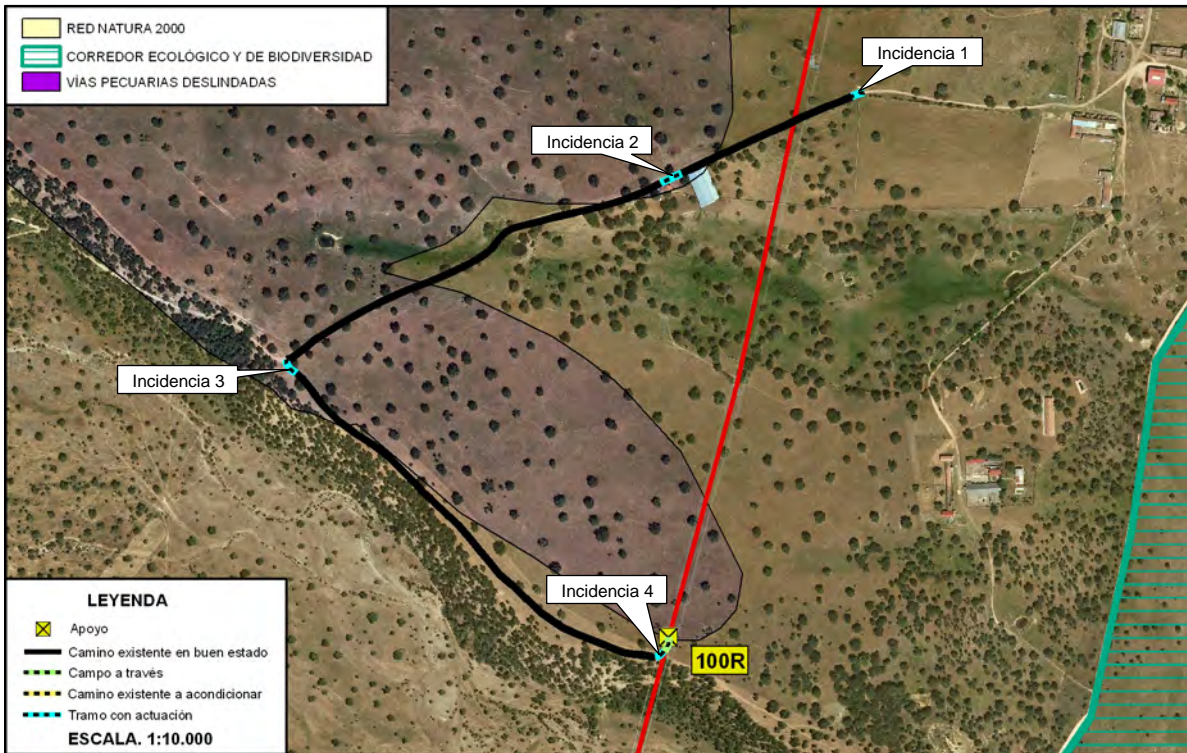 RED NATURA 2000
CORREDOR ECOLÓGICO Y DE BIODIVERSIDAD
VÍAS PECUARIAS DESLINDADAS
Incidencia 1
Incidencia 2
Incidencia 3
Incidencia 4
100R
LEYENDA
Apoyo
Camino existente en buen estado
Campo a través
Camino existente a acondicionar
Tramo con actuación
ESCALA. 1:10.000